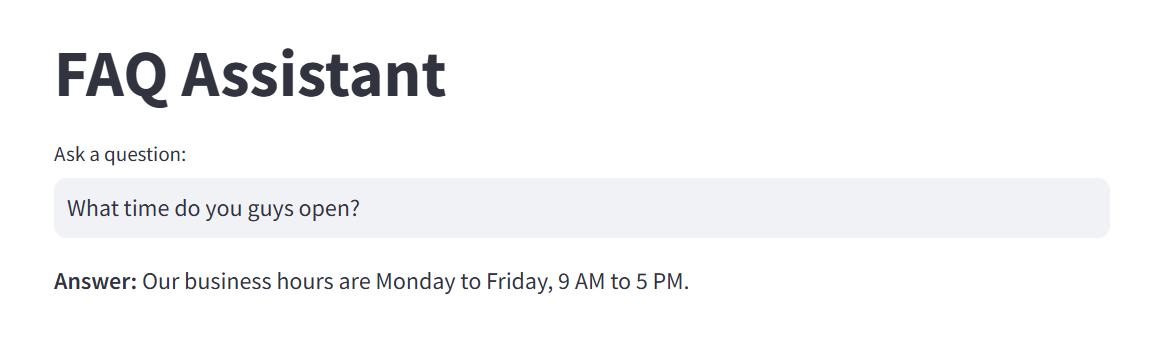 FAQ Assistant
Ask a question:
What time do you guys open?
Answer: Our business hours are Monday to Friday, 9 AM to 5 PM.